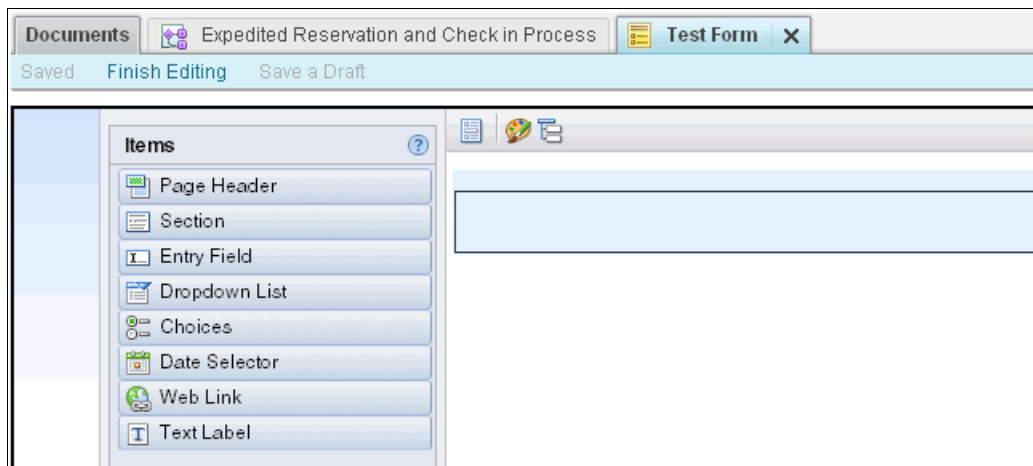 Documents Expedited Reservation and Check in Process Test Form X
Saved Finish Editing Save a Draft
Items ?
Page Header
Section
Entry Field
Dropdown List
Choices
Date Selector
Web Link
Text Label